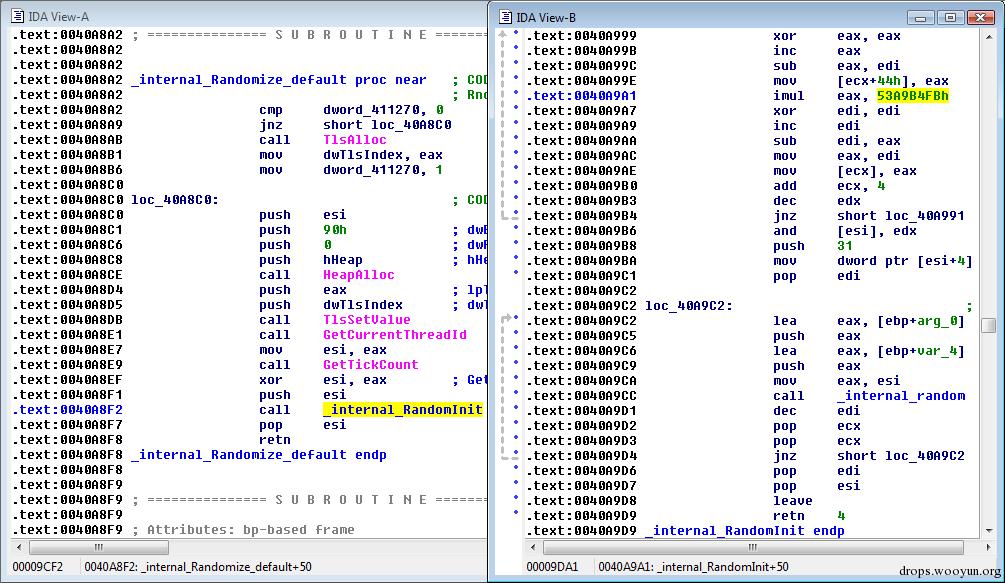 IDA View-A
.text:0040A8A2 ; =============== S U B R O U T I N E =======
.text:0040A8A2
.text:0040A8A2
.text:0040A8A2 _internal_Randomize_default proc near ; COD
.text:0040A8A2 ; Rnd
.text:0040A8A2 cmp dword_411270, 0
.text:0040A8A9 jnz short loc_40A8C0
.text:0040A8AB call TlsAlloc
.text:0040A8B1 mov dwTlsIndex, eax
.text:0040A8B6 mov dword_411270, 1
.text:0040A8C0
.text:0040A8C0 loc_40A8C0: ; COD
.text:0040A8C0 push esi
.text:0040A8C1 push 90h ; dwB
.text:0040A8C6 push 0 ; dwF
.text:0040A8C8 push hHeap ; hHe
.text:0040A8CE call HeapAlloc
.text:0040A8D4 push eax ; lpT
.text:0040A8D5 push dwTlsIndex ; dwT
.text:0040A8DB call TlsSetValue
.text:0040A8E1 call GetCurrentThreadId
.text:0040A8E7 mov esi, eax
.text:0040A8E9 call GetTickCount
.text:0040A8EF xor esi, eax ; Get
.text:0040A8F1 push esi
.text:0040A8F2 call _internal_RandomInit
.text:0040A8F7 pop esi
.text:0040A8F8 retn
.text:0040A8F8 _internal_Randomize_default endp
.text:0040A8F8
.text:0040A8F9
.text:0040A8F9 ; =============== S U B R O U T I N E =======
.text:0040A8F9
.text:0040A8F9 ; Attributes: bp-based frame
00009CF2 0040A8F2: _internal_Randomize_default+50
IDA View-B
.text:0040A999 xor eax, eax
.text:0040A99B inc eax
.text:0040A99C sub eax, edi
.text:0040A99E mov [ecx+44h], eax
.text:0040A9A1 imul eax, 53A9B4FBh
.text:0040A9A7 xor edi, edi
.text:0040A9A9 inc edi
.text:0040A9AA sub edi, eax
.text:0040A9AC mov eax, edi
.text:0040A9AE mov [ecx], eax
.text:0040A9B0 add ecx, 4
.text:0040A9B3 dec edx
.text:0040A9B4 jnz short loc_40A991
.text:0040A9B6 and [esi], edx
.text:0040A9B8 push 31
.text:0040A9BA mov dword ptr [esi+4]
.text:0040A9C1 pop edi
.text:0040A9C2
.text:0040A9C2 loc_40A9C2: ;
.text:0040A9C2 lea eax, [ebp+arg_0]
.text:0040A9C5 push eax
.text:0040A9C6 lea eax, [ebp+var_4]
.text:0040A9C9 push eax
.text:0040A9CA mov eax, esi
.text:0040A9CC call _internal_random
.text:0040A9D1 dec edi
.text:0040A9D2 pop ecx
.text:0040A9D3 pop ecx
.text:0040A9D4 jnz short loc_40A9C2
.text:0040A9D6 pop edi
.text:0040A9D7 pop esi
.text:0040A9D8 leave
.text:0040A9D9 retn 4
.text:0040A9D9 _internal_RandomInit endp
00009DA1 0040A9A1: _internal_RandomInit+50
drops.wooyun.org